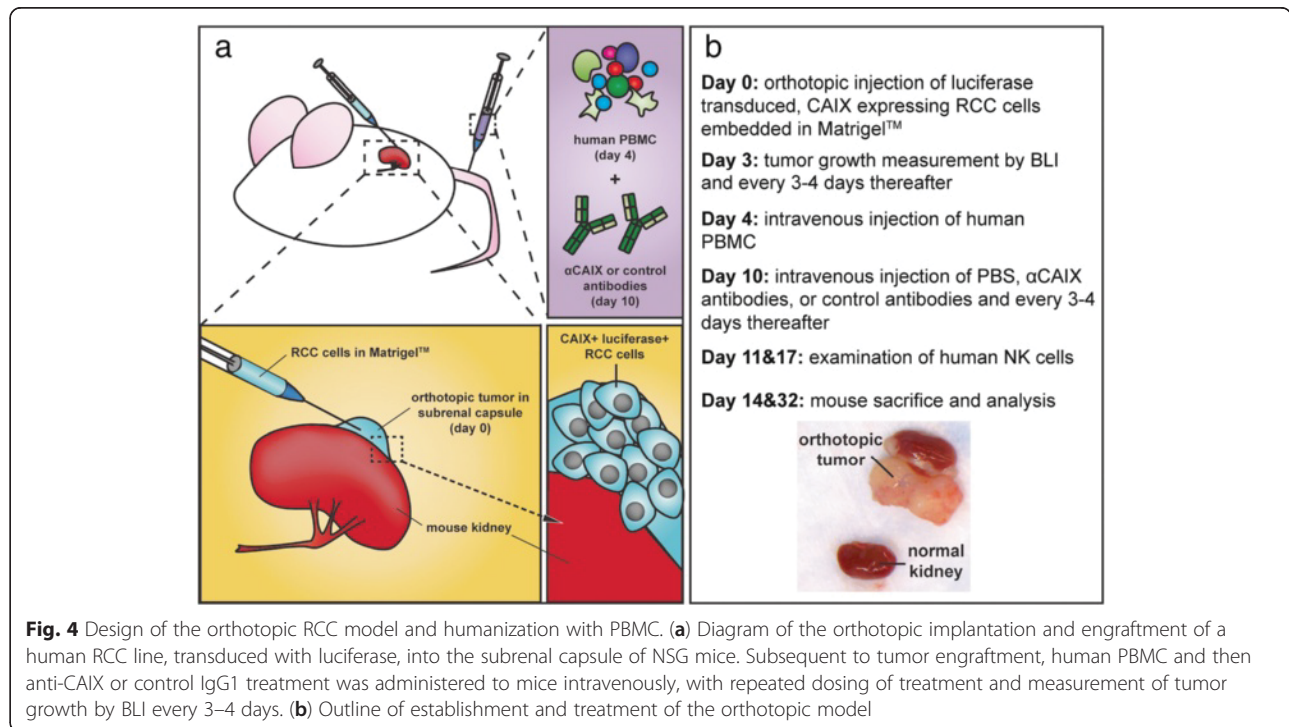 a
human PBMC
(day 4)
+
αCAIX or control
antibodies
(day 10)
RCC cells in Matrigel™
orthotopic tumor in
subrenal capsule
(day 0)
mouse kidney
CAIX+ luciferase+
RCC cells
b
Day 0: orthotopic injection of luciferase
transduced, CAIX expressing RCC cells
embedded in Matrigel™
Day 3: tumor growth measurement by BLI
and every 3-4 days thereafter
Day 4: intravenous injection of human
PBMC
Day 10: intravenous injection of PBS, αCAIX
antibodies, or control antibodies and every 3-4
days thereafter
Day 11&17: examination of human NK cells
Day 14&32: mouse sacrifice and analysis
orthotopic
tumor
normal
kidney
Fig. 4 Design of the orthotopic RCC model and humanization with PBMC. (a) Diagram of the orthotopic implantation and engraftment of a
human RCC line, transduced with luciferase, into the subrenal capsule of NSG mice. Subsequent to tumor engraftment, human PBMC and then
anti-CAIX or control IgG1 treatment was administered to mice intravenously, with repeated dosing of treatment and measurement of tumor
growth by BLI every 3–4 days. (b) Outline of establishment and treatment of the orthotopic model